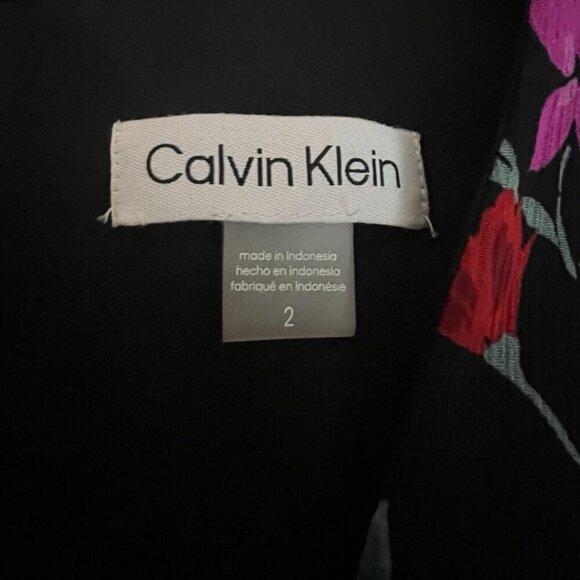 Calvin Klein
made in Indonesia
hecho en indonesia
fabriqué en Indonésie
2